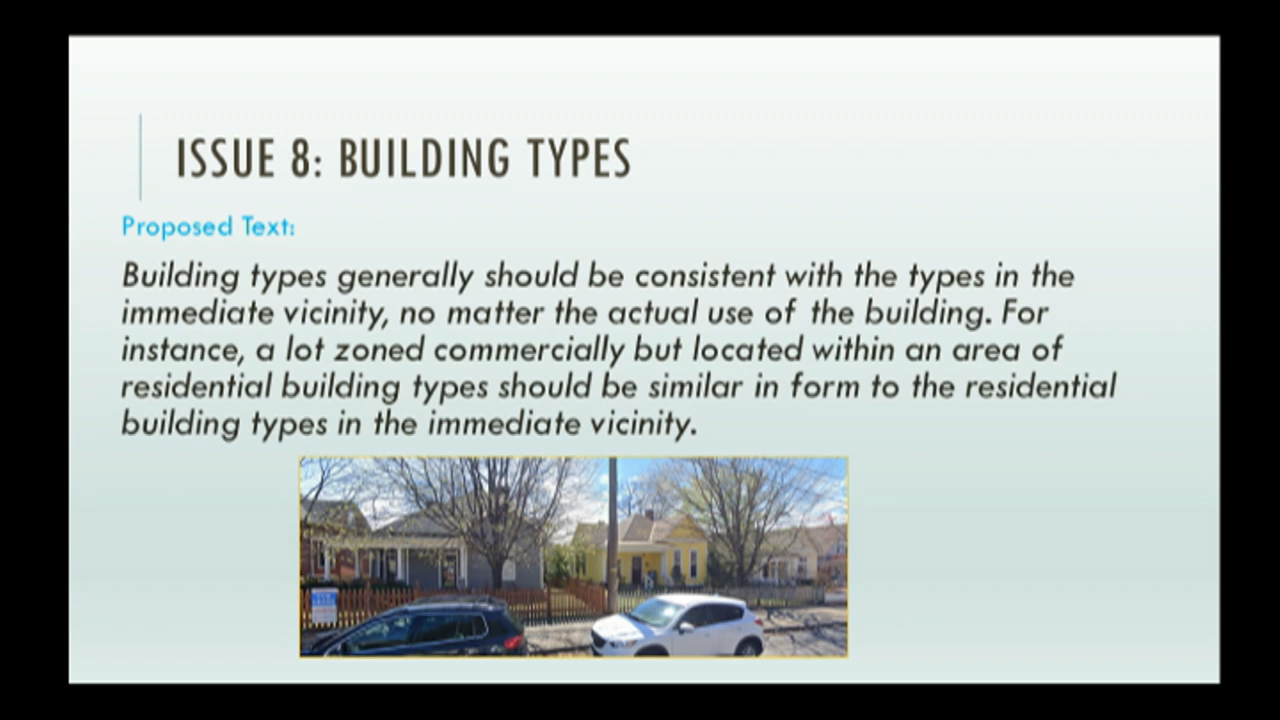 ISSUE 8: BUILDING TYPES
Proposed Text:
Building types generally should be consistent with the types in the
immediate vicinity, no matter the actual use of the building. For
instance, a lot zoned commercially but located within an area of
residential building types should be similar in form to the residential
building types in the immediate vicinity.